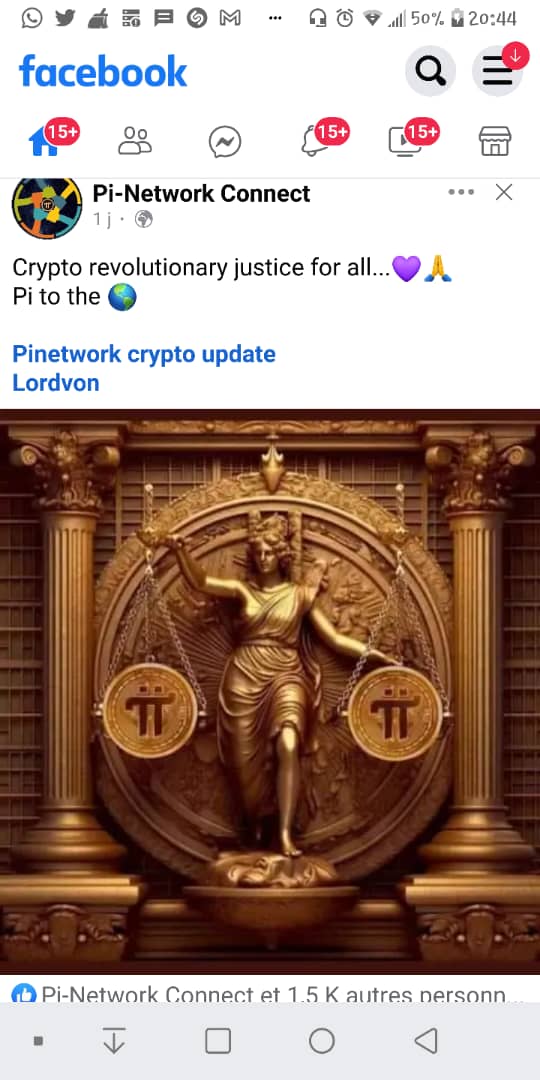 50% 20:44
facebook
15+ 15+ 15+
Pi-Network Connect
1 j ·
Crypto revolutionary justice for all...💜🙏
Pi to the 🌎
Pinetwork crypto update
Lordvon
Pi-Network Connect et 1,5 K autres personn...